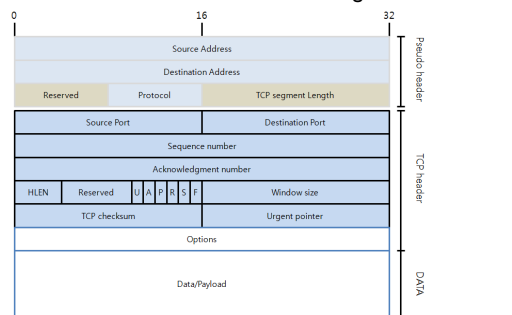 0 16 32
Source Address
Destination Address
Reserved Protocol TCP segment Length
Pseudo header
Source Port Destination Port
Sequence number
Acknowledgment number
HLEN Reserved U A P R S F Window size
TCP checksum Urgent pointer
TCP header
Options
Data/Payload
DATA